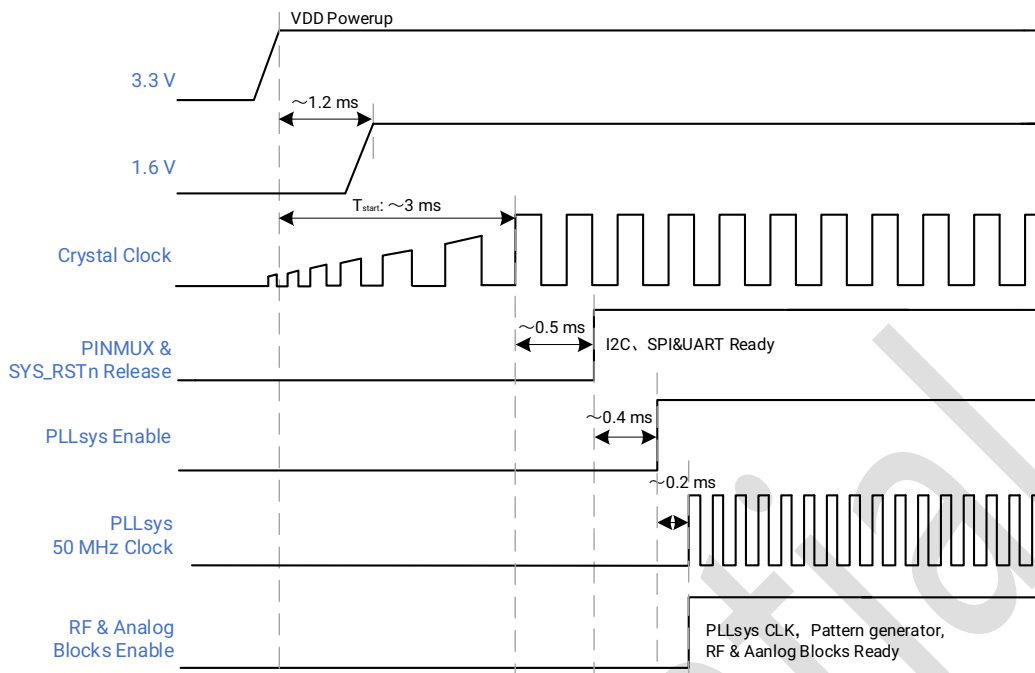 VDD Powerup
3.3 V
～1.2 ms
1.6 V
Tstart: ～3 ms
Crystal Clock
～0.5 ms
PINMUX &
SYS_RSTn Release
I2C、SPI&UART Ready
～0.4 ms
PLLsys Enable
～0.2 ms
PLLsys
50 MHz Clock
RF & Analog
Blocks Enable
PLLsys CLK，Pattern generator,
RF & Aanlog Blocks Ready